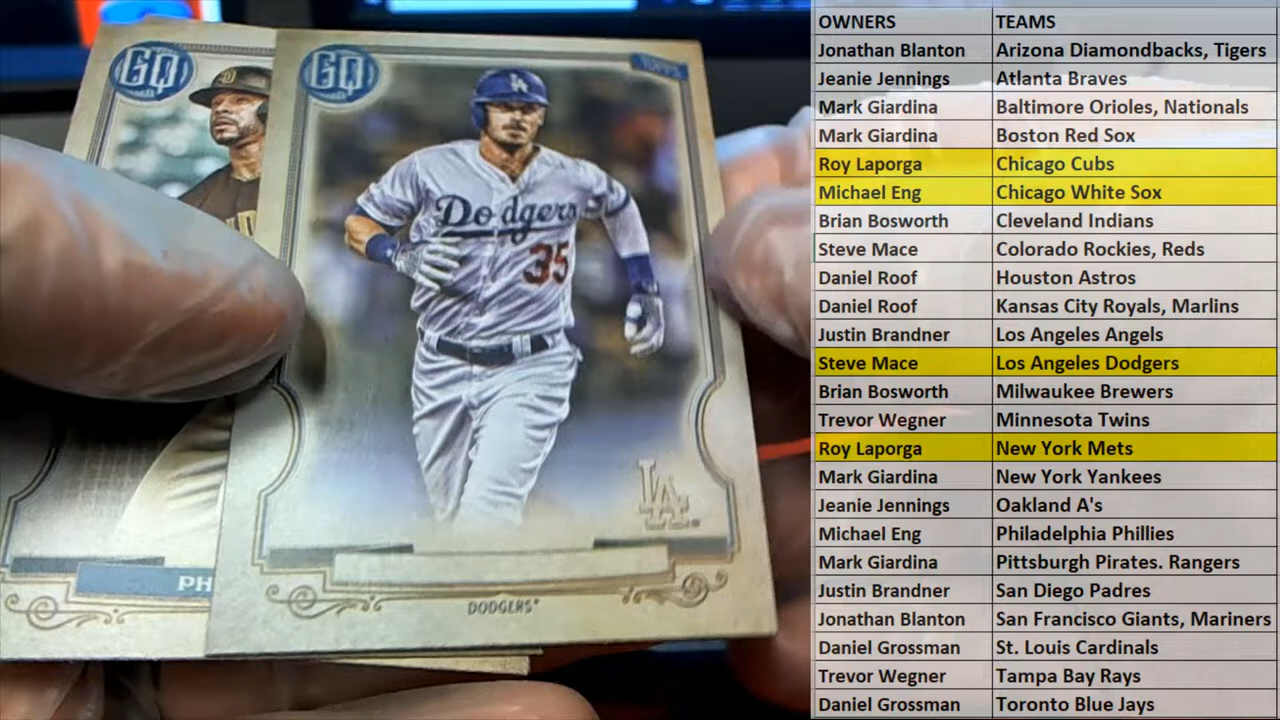 GQ
GQ
TOPPS
LA
Dodgers
35
LA
PH
DODGERS
OWNERS TEAMS
Jonathan Blanton Arizona Diamondbacks, Tigers
Jeanie Jennings Atlanta Braves
Mark Giardina Baltimore Orioles, Nationals
Mark Giardina Boston Red Sox
Roy Laporga Chicago Cubs
Michael Eng Chicago White Sox
Brian Bosworth Cleveland Indians
Steve Mace Colorado Rockies, Reds
Daniel Roof Houston Astros
Daniel Roof Kansas City Royals, Marlins
Justin Brandner Los Angeles Angels
Steve Mace Los Angeles Dodgers
Brian Bosworth Milwaukee Brewers
Trevor Wegner Minnesota Twins
Roy Laporga New York Mets
Mark Giardina New York Yankees
Jeanie Jennings Oakland A's
Michael Eng Philadelphia Phillies
Mark Giardina Pittsburgh Pirates. Rangers
Justin Brandner San Diego Padres
Jonathan Blanton San Francisco Giants, Mariners
Daniel Grossman St. Louis Cardinals
Trevor Wegner Tampa Bay Rays
Daniel Grossman Toronto Blue Jays